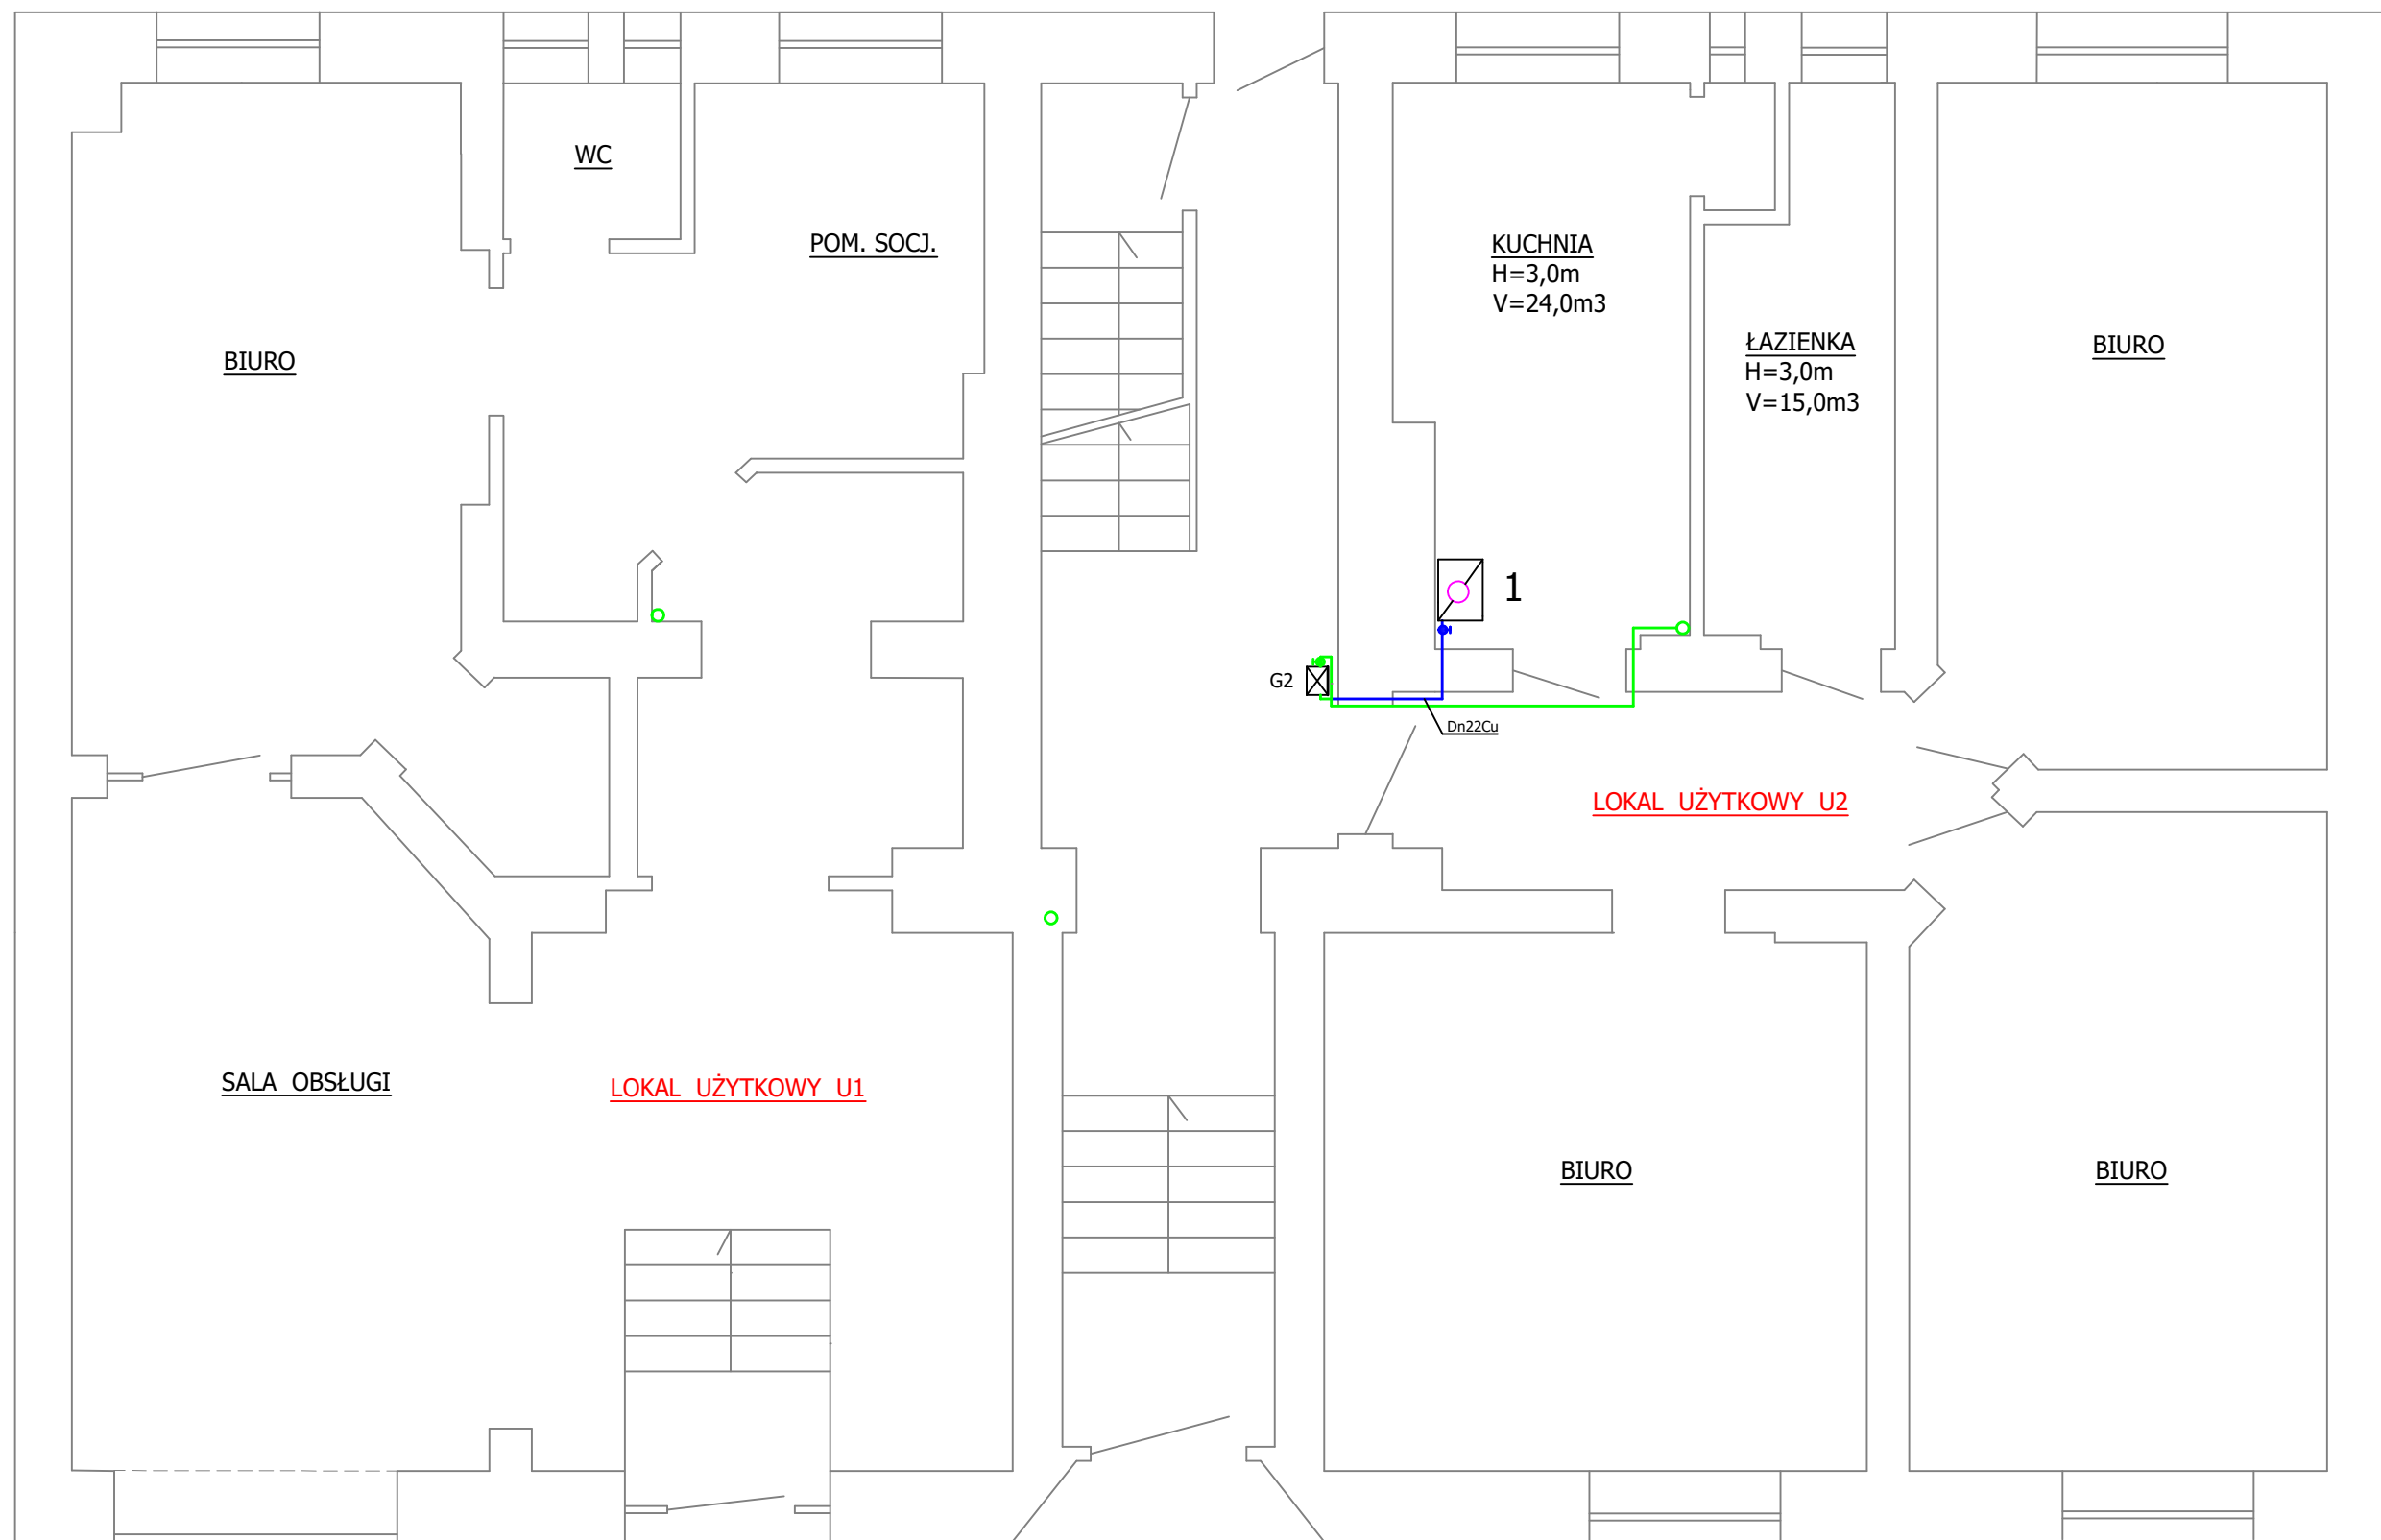 WC
POM. SOCJ.
KUCHNIA
H=3,0m
V=24,0m3
ŁAZIENKA
H=3,0m
V=15,0m3
BIURO
BIURO
1
G2
Dn22Cu
LOKAL UŻYTKOWY U2
SALA OBSŁUGI
LOKAL UŻYTKOWY U1
BIURO
BIURO